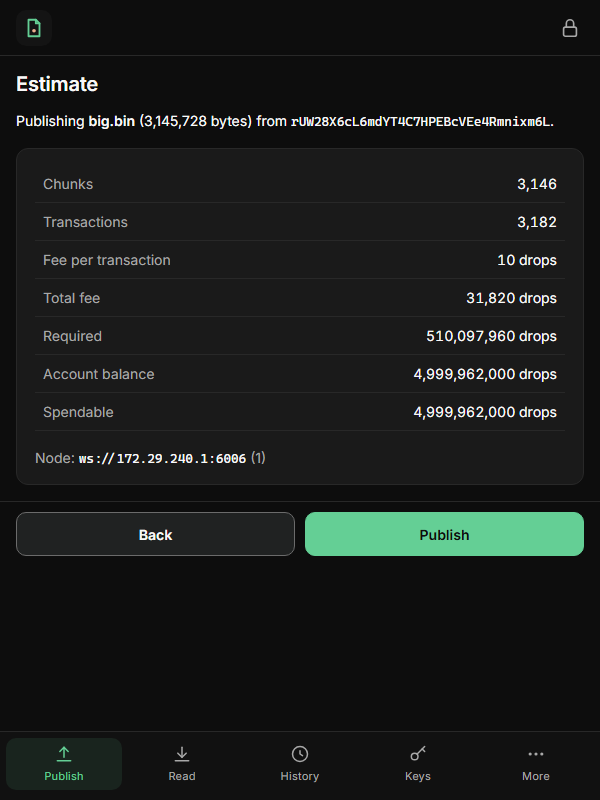 Estimate
Publishing big.bin (3,145,728 bytes) from rUW28X6cL6mdYT4C7HPEBcVEe4Rmnixm6L.
Chunks 3,146
Transactions 3,182
Fee per transaction 10 drops
Total fee 31,820 drops
Required 510,097,960 drops
Account balance 4,999,962,000 drops
Spendable 4,999,962,000 drops
Node: ws://172.29.240.1:6006 (1)
Back Publish
Publish Read History Keys More